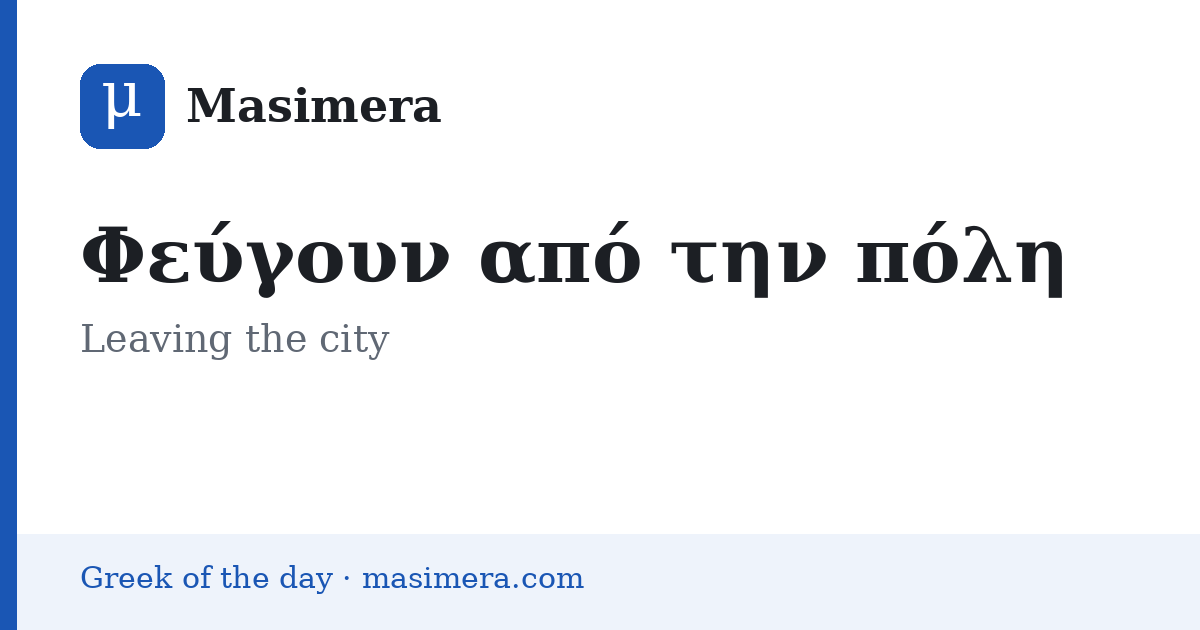 μ Masimera
Φεύγουν από την πόλη
Leaving the city
Greek of the day · masimera.com